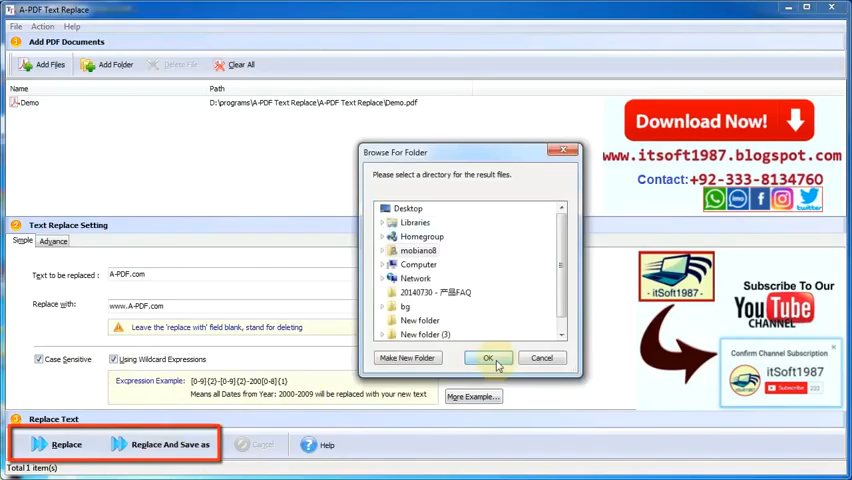 A-PDF Text Replace
File Action Help
1 Add PDF Documents
Add Files Add Folder Delete File Clear All
Name Path
Demo D:\programs\A-PDF Text Replace\A-PDF Text Replace\Demo.pdf
Download Now!
www.itsoft1987.blogspot.com
Contact:+92-333-8134760
imo
Browse For Folder
Please select a directory for the result files.
Desktop
Libraries
Homegroup
mobiano8
Computer
Network
20140730 - 产品FAQ
bg
New folder
New folder (3)
Make New Folder OK Cancel
2 Text Replace Setting
Simple Advance
Text to be replaced : A-PDF.com
Replace with: www.A-PDF.com
Leave the 'replace with' field blank, stand for deleting
Case Sensitive Using Wildcard Expressions
Excpression Example: [0-9]{2}-[0-9]{2}-200[0-8]{1}
Means all Dates from Year: 2000-2009 will be replaced with your new text
More Example...
itSoft1987
Subscribe To Our
YouTube
CHANNEL
Confirm Channel Subscription
itSoft1987
Subscribe
3 Replace Text
Replace Replace And Save as Cancel Help
Total 1 item(s)